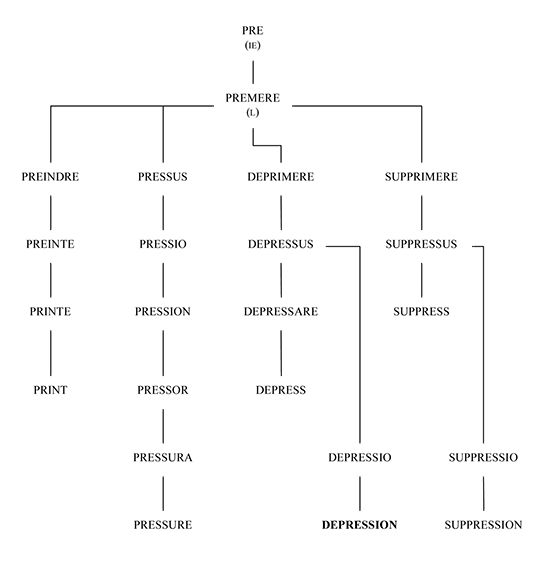 PRE
(IE)
PREMERE
(L)
PREINDRE PRESSUS DEPRIMERE SUPPRIMERE
PREINTE PRESSIO DEPRESSUS SUPPRESSUS
PRINTE PRESSION DEPRESSARE SUPPRESS
PRINT PRESSOR DEPRESS
PRESSURA DEPRESSIO SUPPRESSIO
PRESSURE DEPRESSION SUPPRESSION